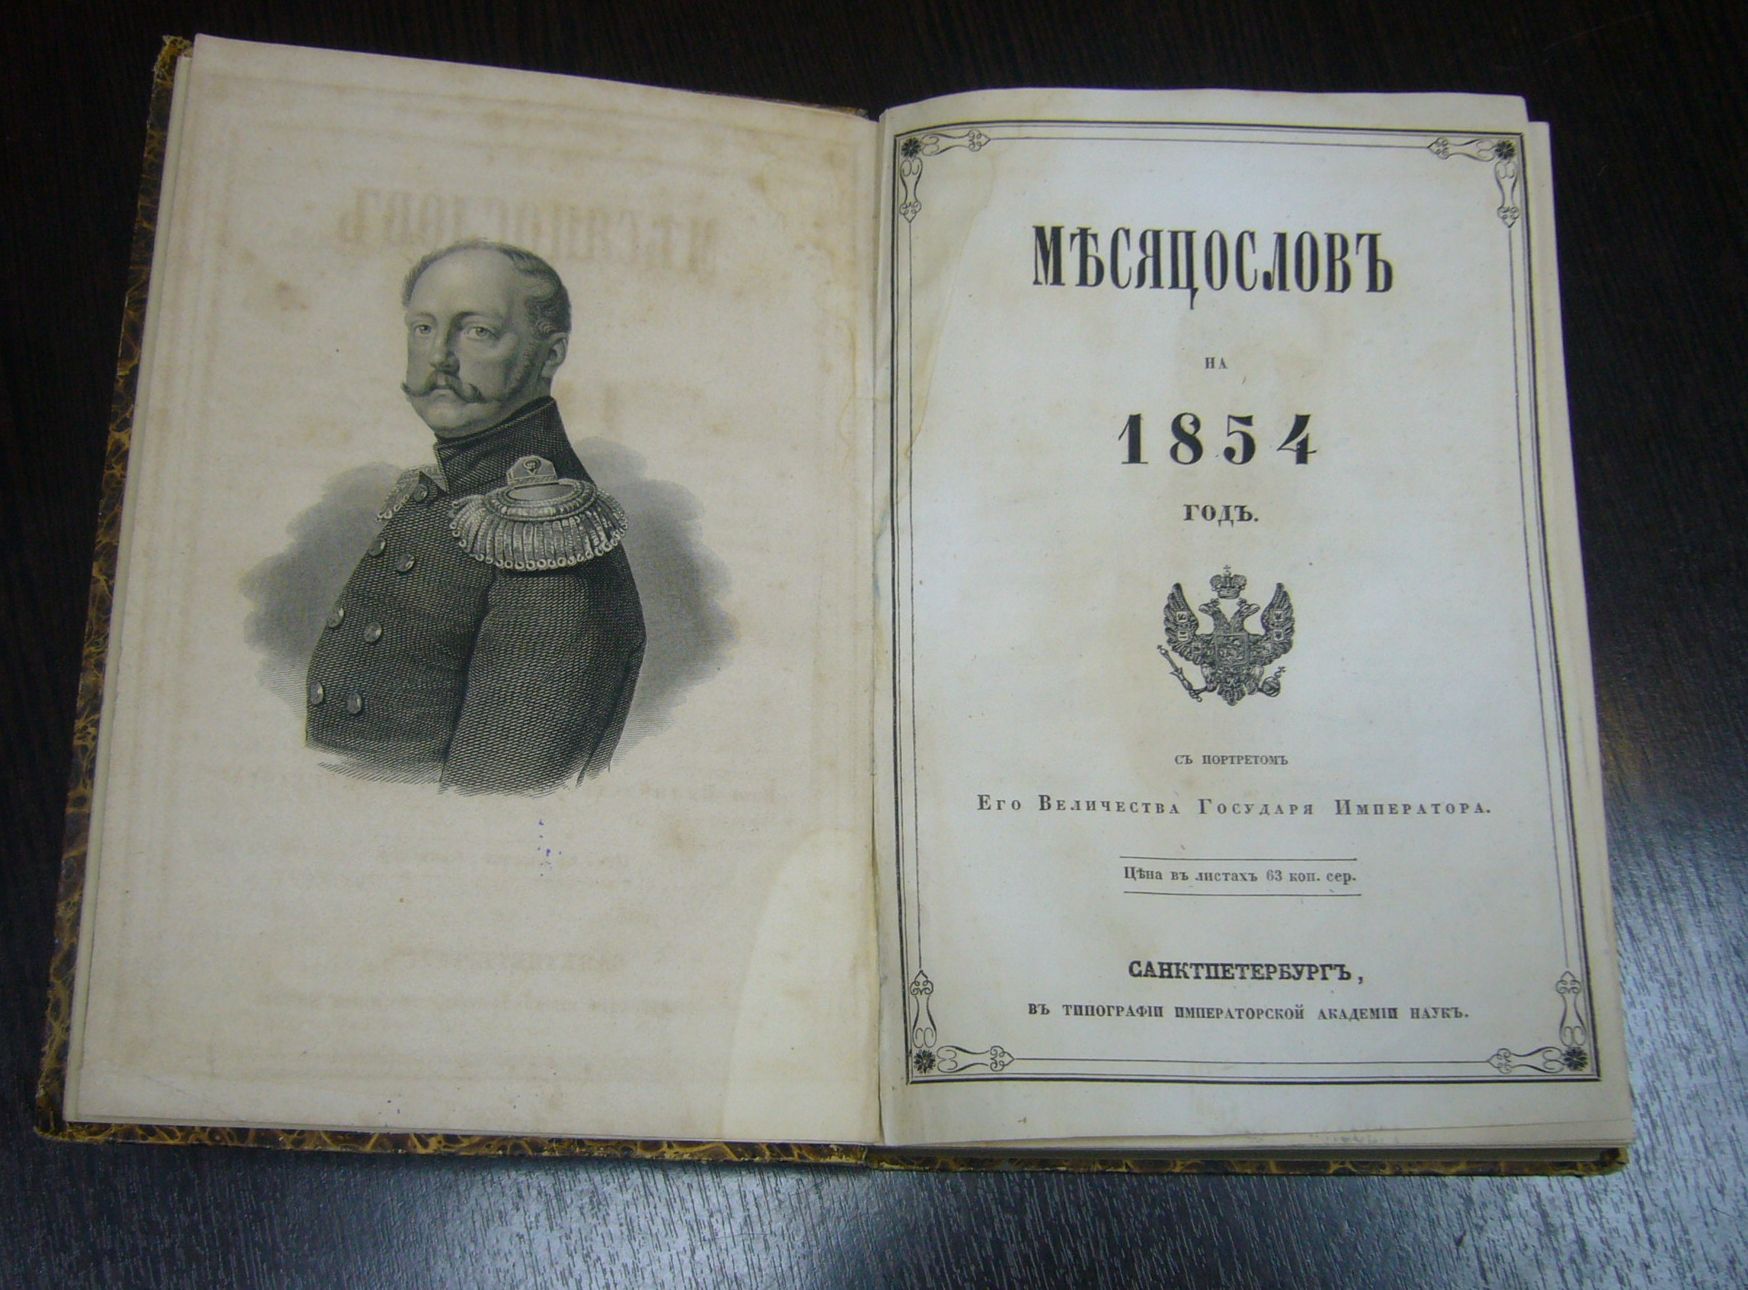 МѢСЯЦОСЛОВЪ
НА
1854
ГОДЪ.
СЪ ПОРТРЕТОМЪ
ЕГО ВЕЛИЧЕСТВА ГОСУДАРЯ ИМПЕРАТОРА.
Цѣна въ листахъ 63 коп. сер.
САНКТПЕТЕРБУРГЪ,
ВЪ ТИПОГРАФІИ ИМПЕРАТОРСКОЙ АКАДЕМІИ НАУКЪ.